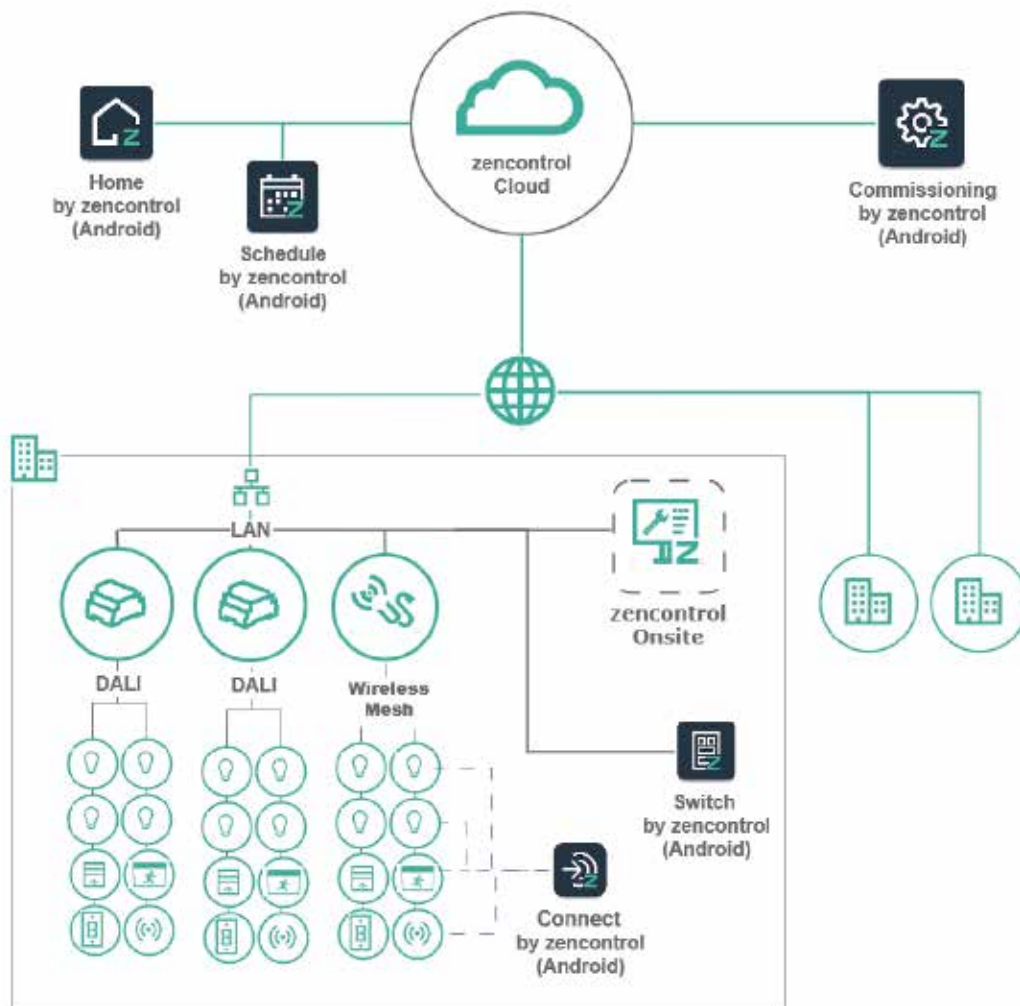 zencontrol
Cloud
Home
by zencontrol
(Android)
Schedule
by zencontrol
(Android)
Commissioning
by zencontrol
(Android)
LAN
zencontrol
Onsite
DALI
DALI
Wireless
Mesh
Switch
by zencontrol
(Android)
Connect
by zencontrol
(Android)